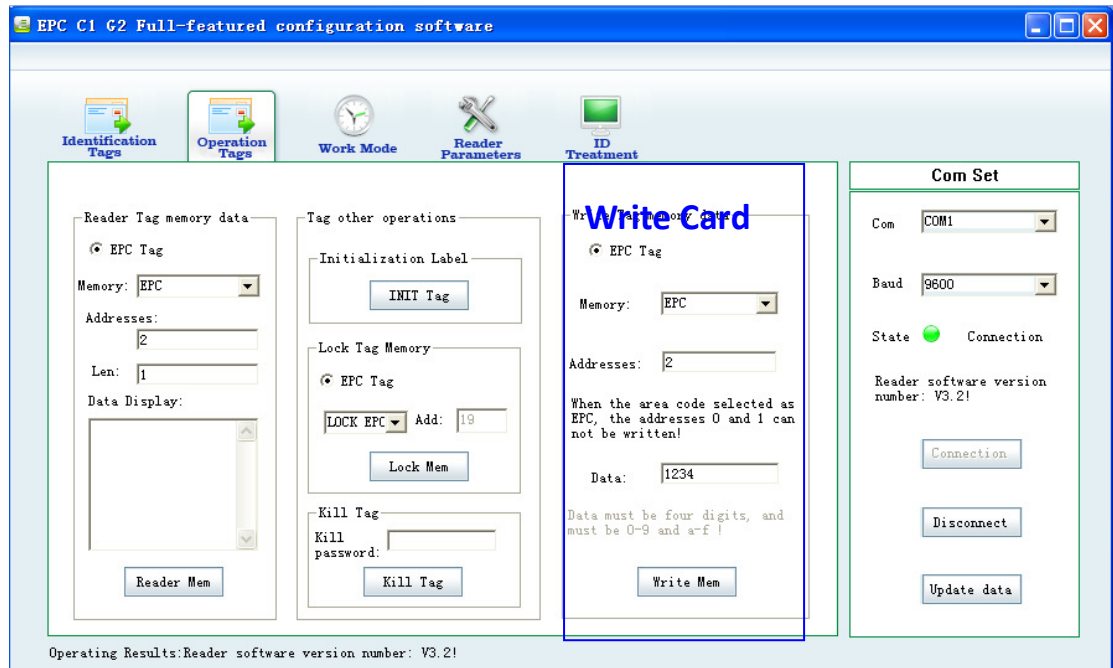 EPC C1 G2 Full-featured configuration software
Identification
Tags
Operation
Tags
Work Mode
Reader
Parameters
ID
Treatment
Reader Tag memory data
EPC Tag
Memory: EPC
Addresses:
2
Len: 1
Data Display:
Reader Mem
Tag other operations
Initialization Label
INIT Tag
Lock Tag Memory
EPC Tag
LOCK EPC Add: 19
Lock Mem
Kill Tag
Kill
password:
Kill Tag
Write Card
Write Tag memory data
EPC Tag
Memory: EPC
Addresses: 2
When the area code selected as
EPC, the addresses 0 and 1 can
not be written!
Data: 1234
Data must be four digits, and
must be 0-9 and a-f !
Write Mem
Com Set
Com COM1
Baud 9600
State Connection
Reader software version
number: V3.2!
Connection
Disconnect
Update data
Operating Results:Reader software version number: V3.2!